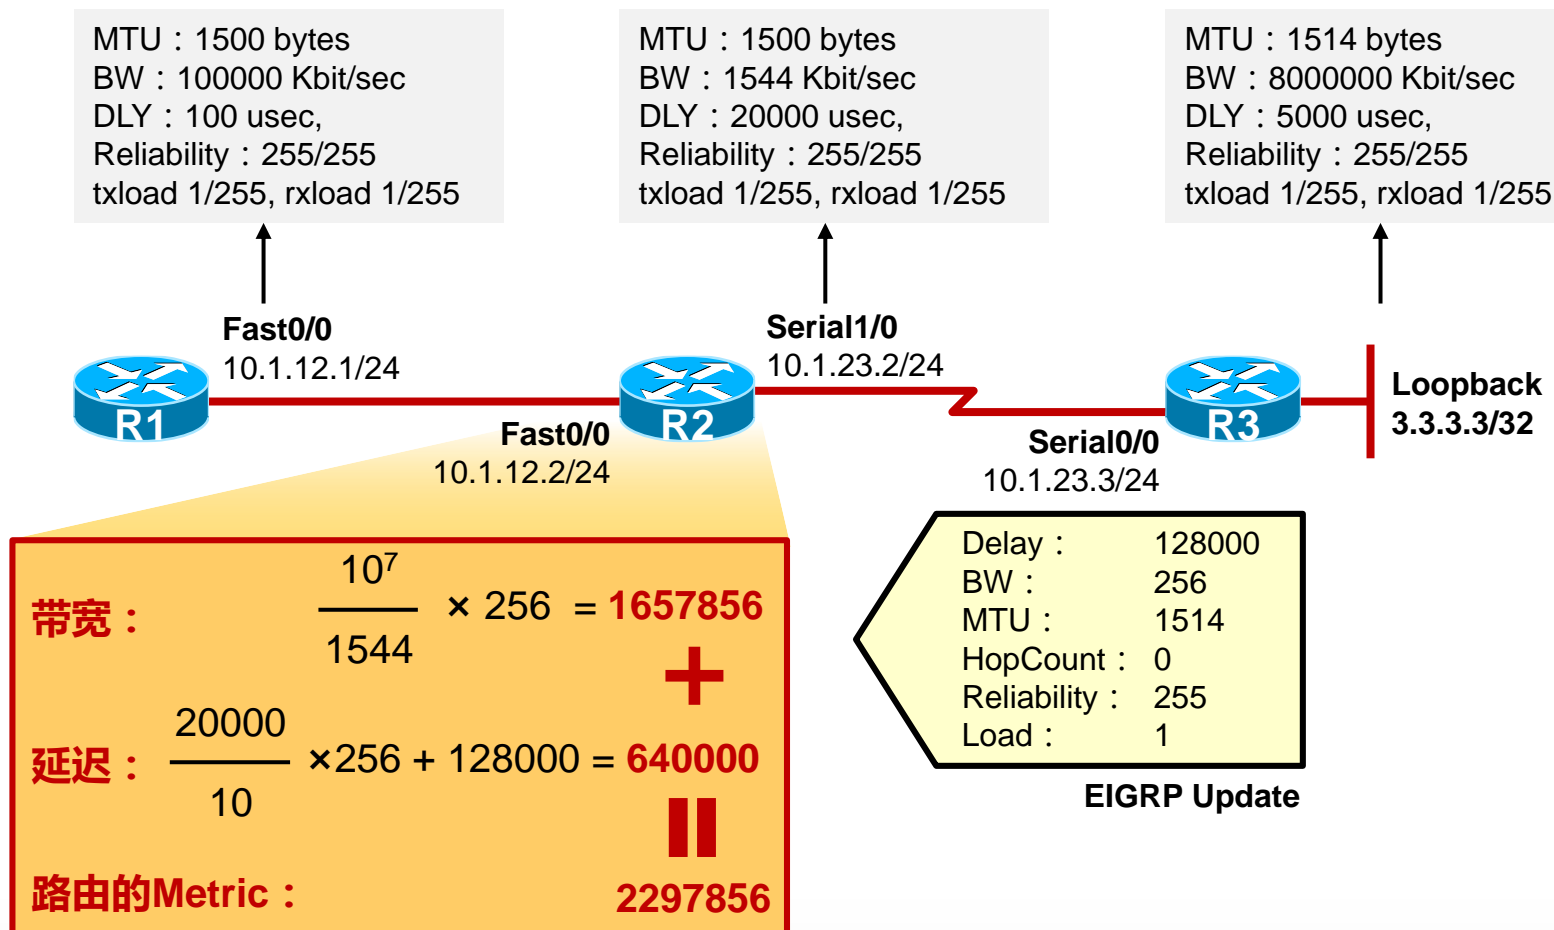 MTU：1500 bytes
BW：100000 Kbit/sec
DLY：100 usec,
Reliability：255/255
txload 1/255, rxload 1/255
MTU：1500 bytes
BW：1544 Kbit/sec
DLY：20000 usec,
Reliability：255/255
txload 1/255, rxload 1/255
MTU：1514 bytes
BW：8000000 Kbit/sec
DLY：5000 usec,
Reliability：255/255
txload 1/255, rxload 1/255
Fast0/0
10.1.12.1/24
Serial1/0
10.1.23.2/24
R1
R2
R3
Loopback
3.3.3.3/32
Fast0/0
10.1.12.2/24
Serial0/0
10.1.23.3/24
Delay： 128000
BW： 256
MTU： 1514
HopCount： 0
Reliability： 255
Load： 1
EIGRP Update
带宽： 10⁷ / 1544 × 256 = 1657856
+
延迟： 20000 / 10 ×256 + 128000 = 640000
=
路由的Metric： 2297856